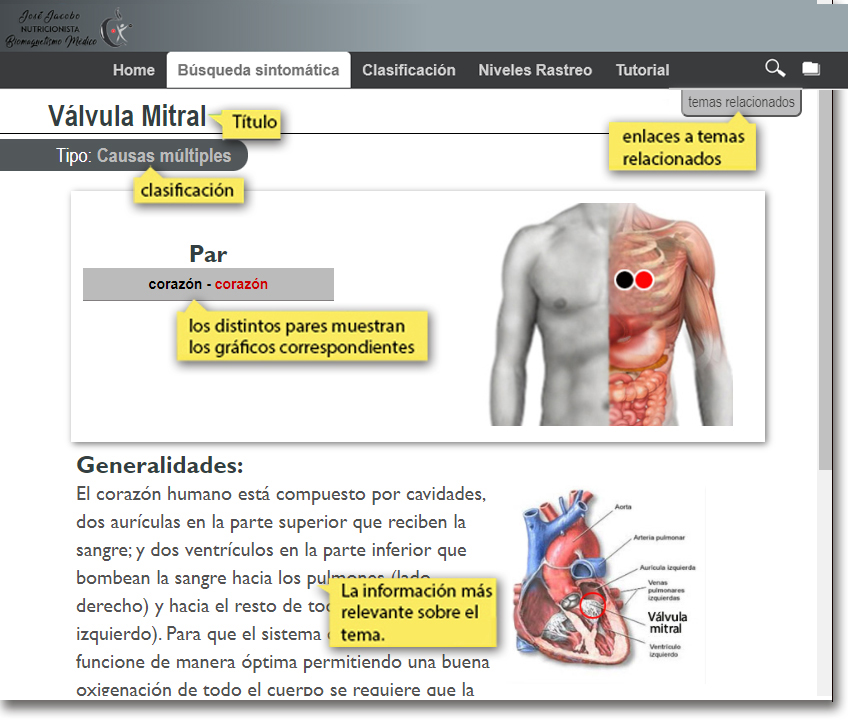 José Jacobo
NUTRICIONISTA
Biomagnetismo Médico
Home Búsqueda sintomática Clasificación Niveles Rastreo Tutorial
temas relacionados
Válvula Mitral
Título
enlaces a temas
relacionados
Tipo: Causas múltiples
clasificación
Par
corazón - corazón
los distintos pares muestran
los gráficos correspondientes
Generalidades:
El corazón humano está compuesto por cavidades,
dos aurículas en la parte superior que reciben la
sangre; y dos ventrículos en la parte inferior que
bombean la sangre hacia los pulmones (lado
derecho) y hacia el resto de
izquierdo). Para que el sistema
funcione de manera óptima permitiendo una buena
oxigenación de todo el cuerpo se requiere que la
La información más
relevante sobre el
tema.
Aorta
Arteria pulmonar
Aurícula izquierda
Venas
pulmonares
izquierdas
Válvula
mitral
Ventrículo
izquierdo